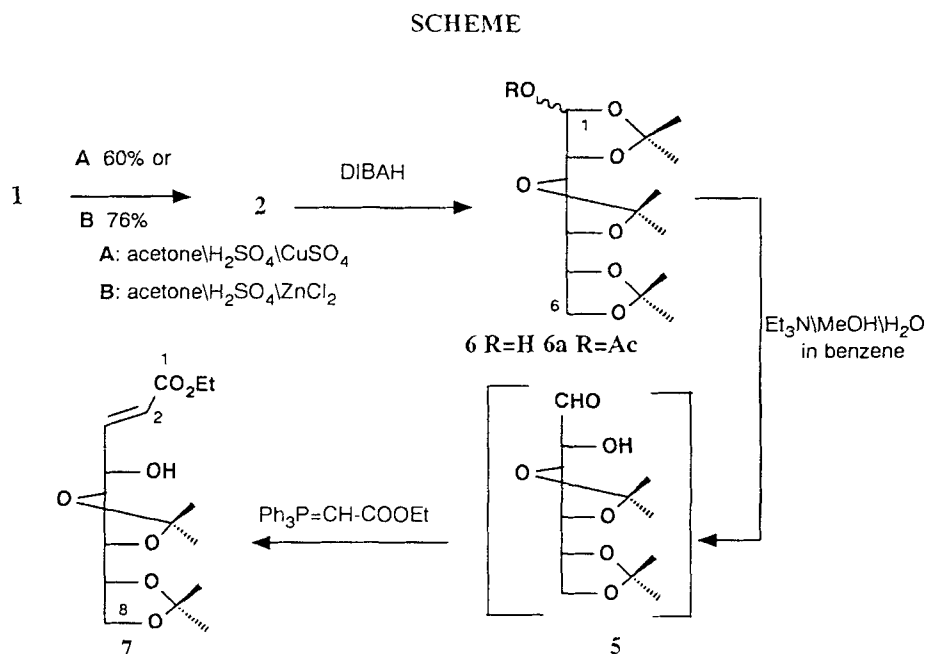 SCHEME
1
A 60% or
B 76%
A: acetone\H₂SO₄\CuSO₄
B: acetone\H₂SO₄\ZnCl₂
2
DIBAH
RO
1
O
O
O
O
O
O
O
6
6 R=H 6a R=Ac
Et₃N\MeOH\H₂O
in benzene
CHO
OH
O
O
O
O
5
Ph₃P=CH-COOEt
1
CO₂Et
2
OH
O
O
O
8
O
7